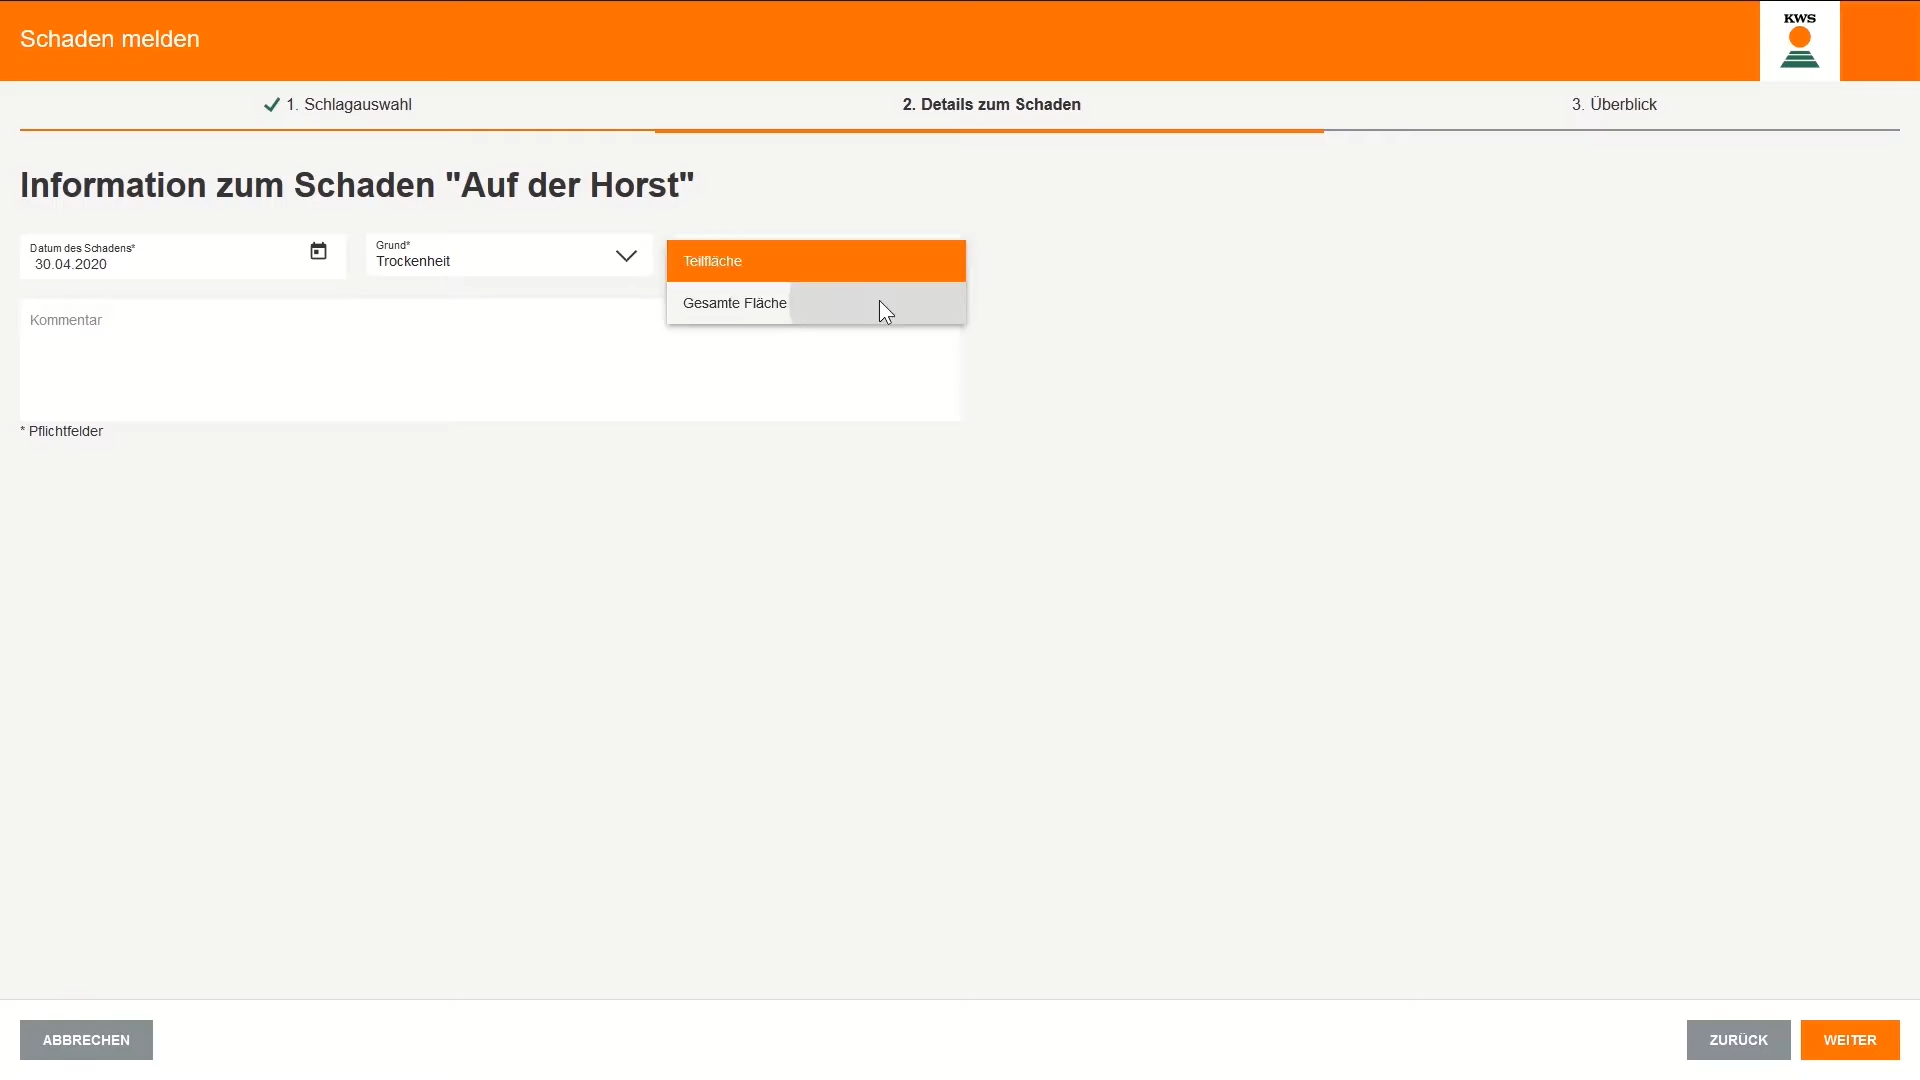 Schaden melden
KWS
1. Schlagauswahl
2. Details zum Schaden
3. Überblick
Information zum Schaden "Auf der Horst"
Datum des Schadens*
30.04.2020
Grund*
Trockenheit
Teilfläche
Gesamte Fläche
Kommentar
* Pflichtfelder
ABBRECHEN
ZURÜCK
WEITER